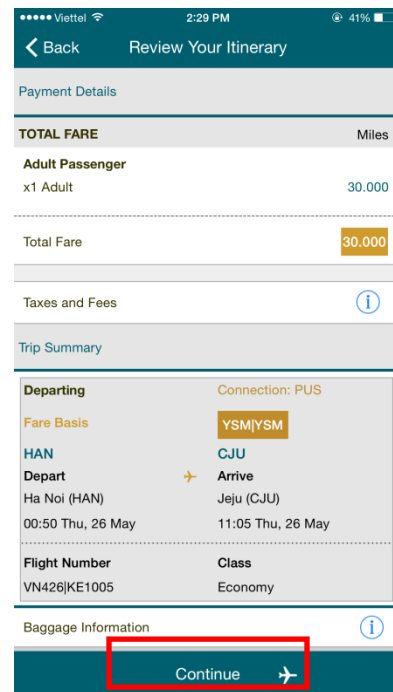 Viettel 2:29 PM 41%
Back Review Your Itinerary
Payment Details
TOTAL FARE Miles
Adult Passenger
x1 Adult 30.000
Total Fare 30.000
Taxes and Fees i
Trip Summary
Departing Connection: PUS
Fare Basis YSM|YSM
HAN CJU
Depart Arrive
Ha Noi (HAN) Jeju (CJU)
00:50 Thu, 26 May 11:05 Thu, 26 May
Flight Number Class
VN426|KE1005 Economy
Baggage Information i
Continue